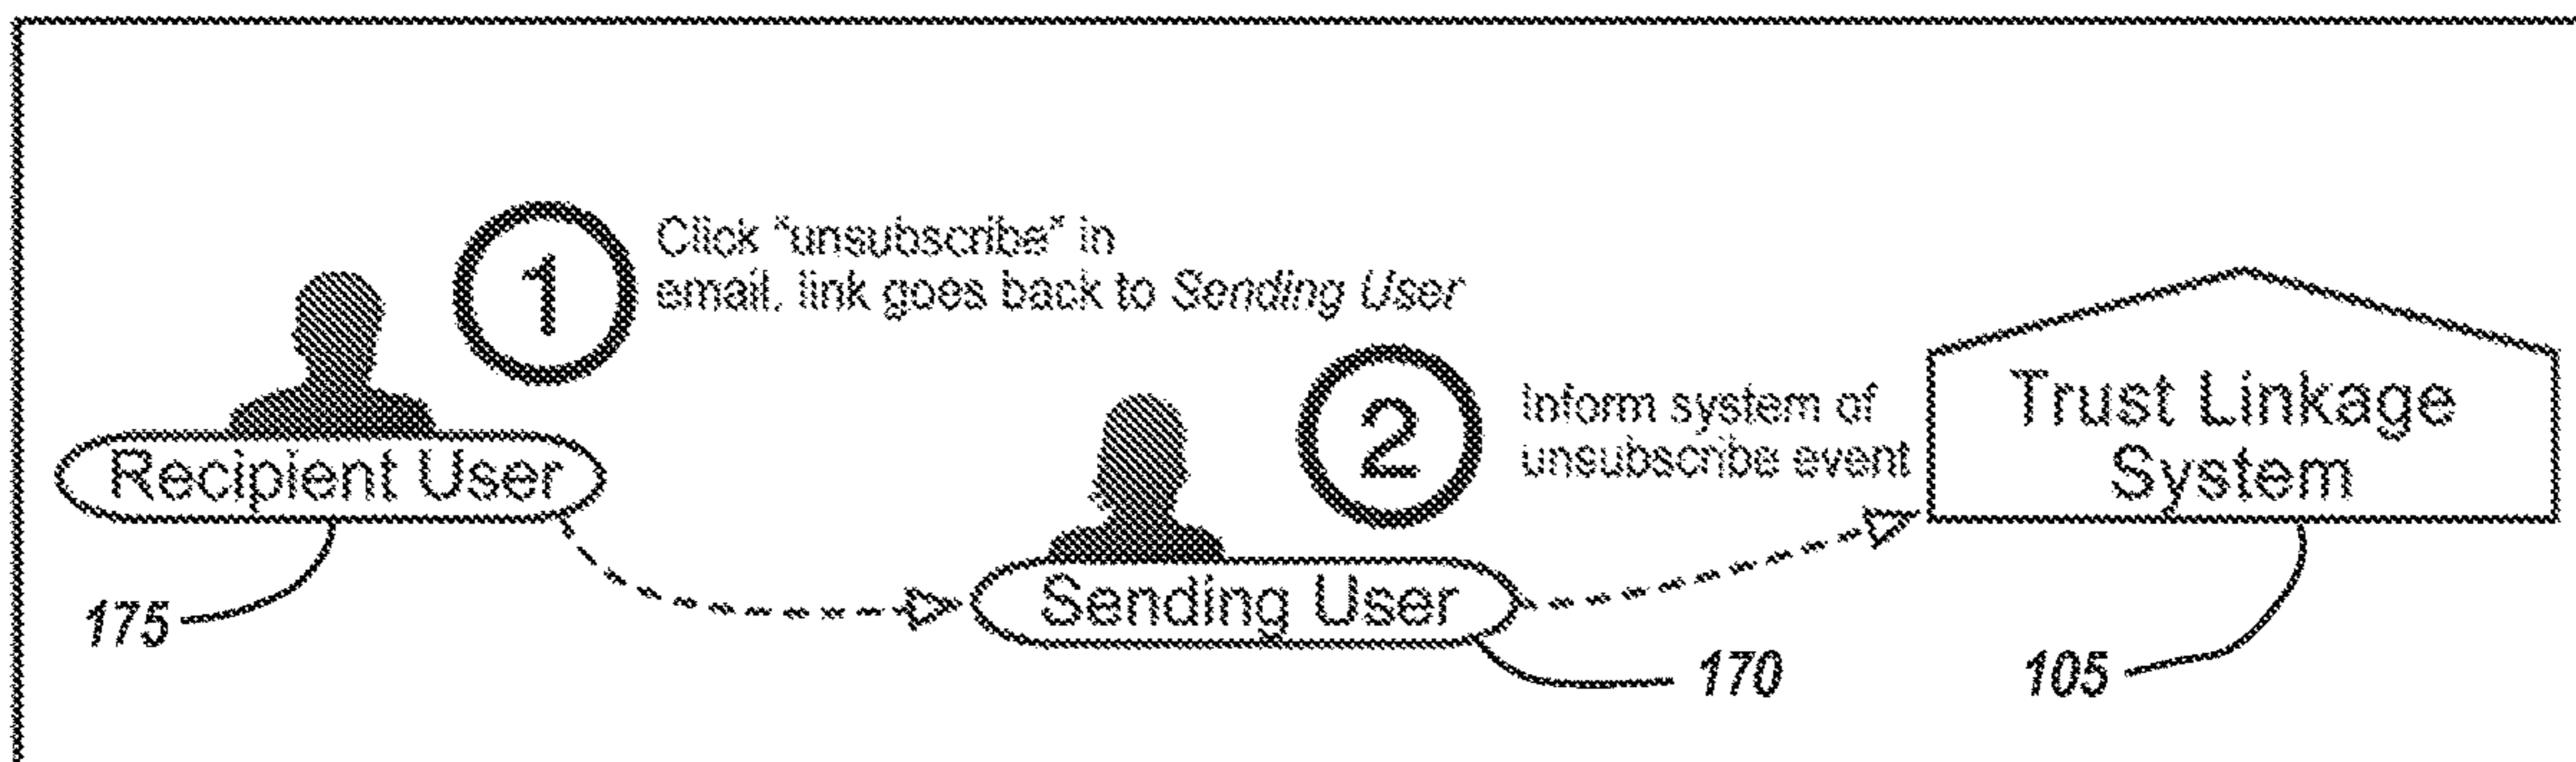 1
Click "unsubscribe" in
email. link goes back to Sending User
2
Inform system of
unsubscribe event
Trust Linkage
System
Recipient User
Sending User
175
170
105